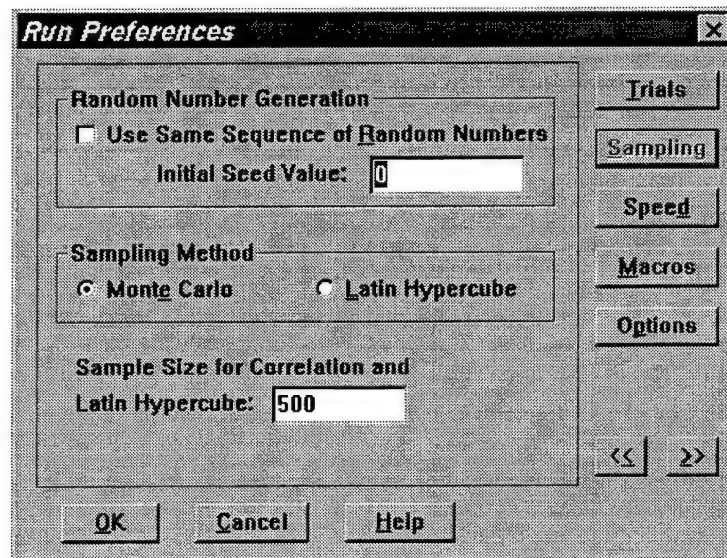 Run Preferences
Random Number Generation
Use Same Sequence of Random Numbers
Initial Seed Value: 0
Sampling Method
Monte Carlo
Latin Hypercube
Sample Size for Correlation and
Latin Hypercube: 500
Trials
Sampling
Speed
Macros
Options
<< >>
OK Cancel Help